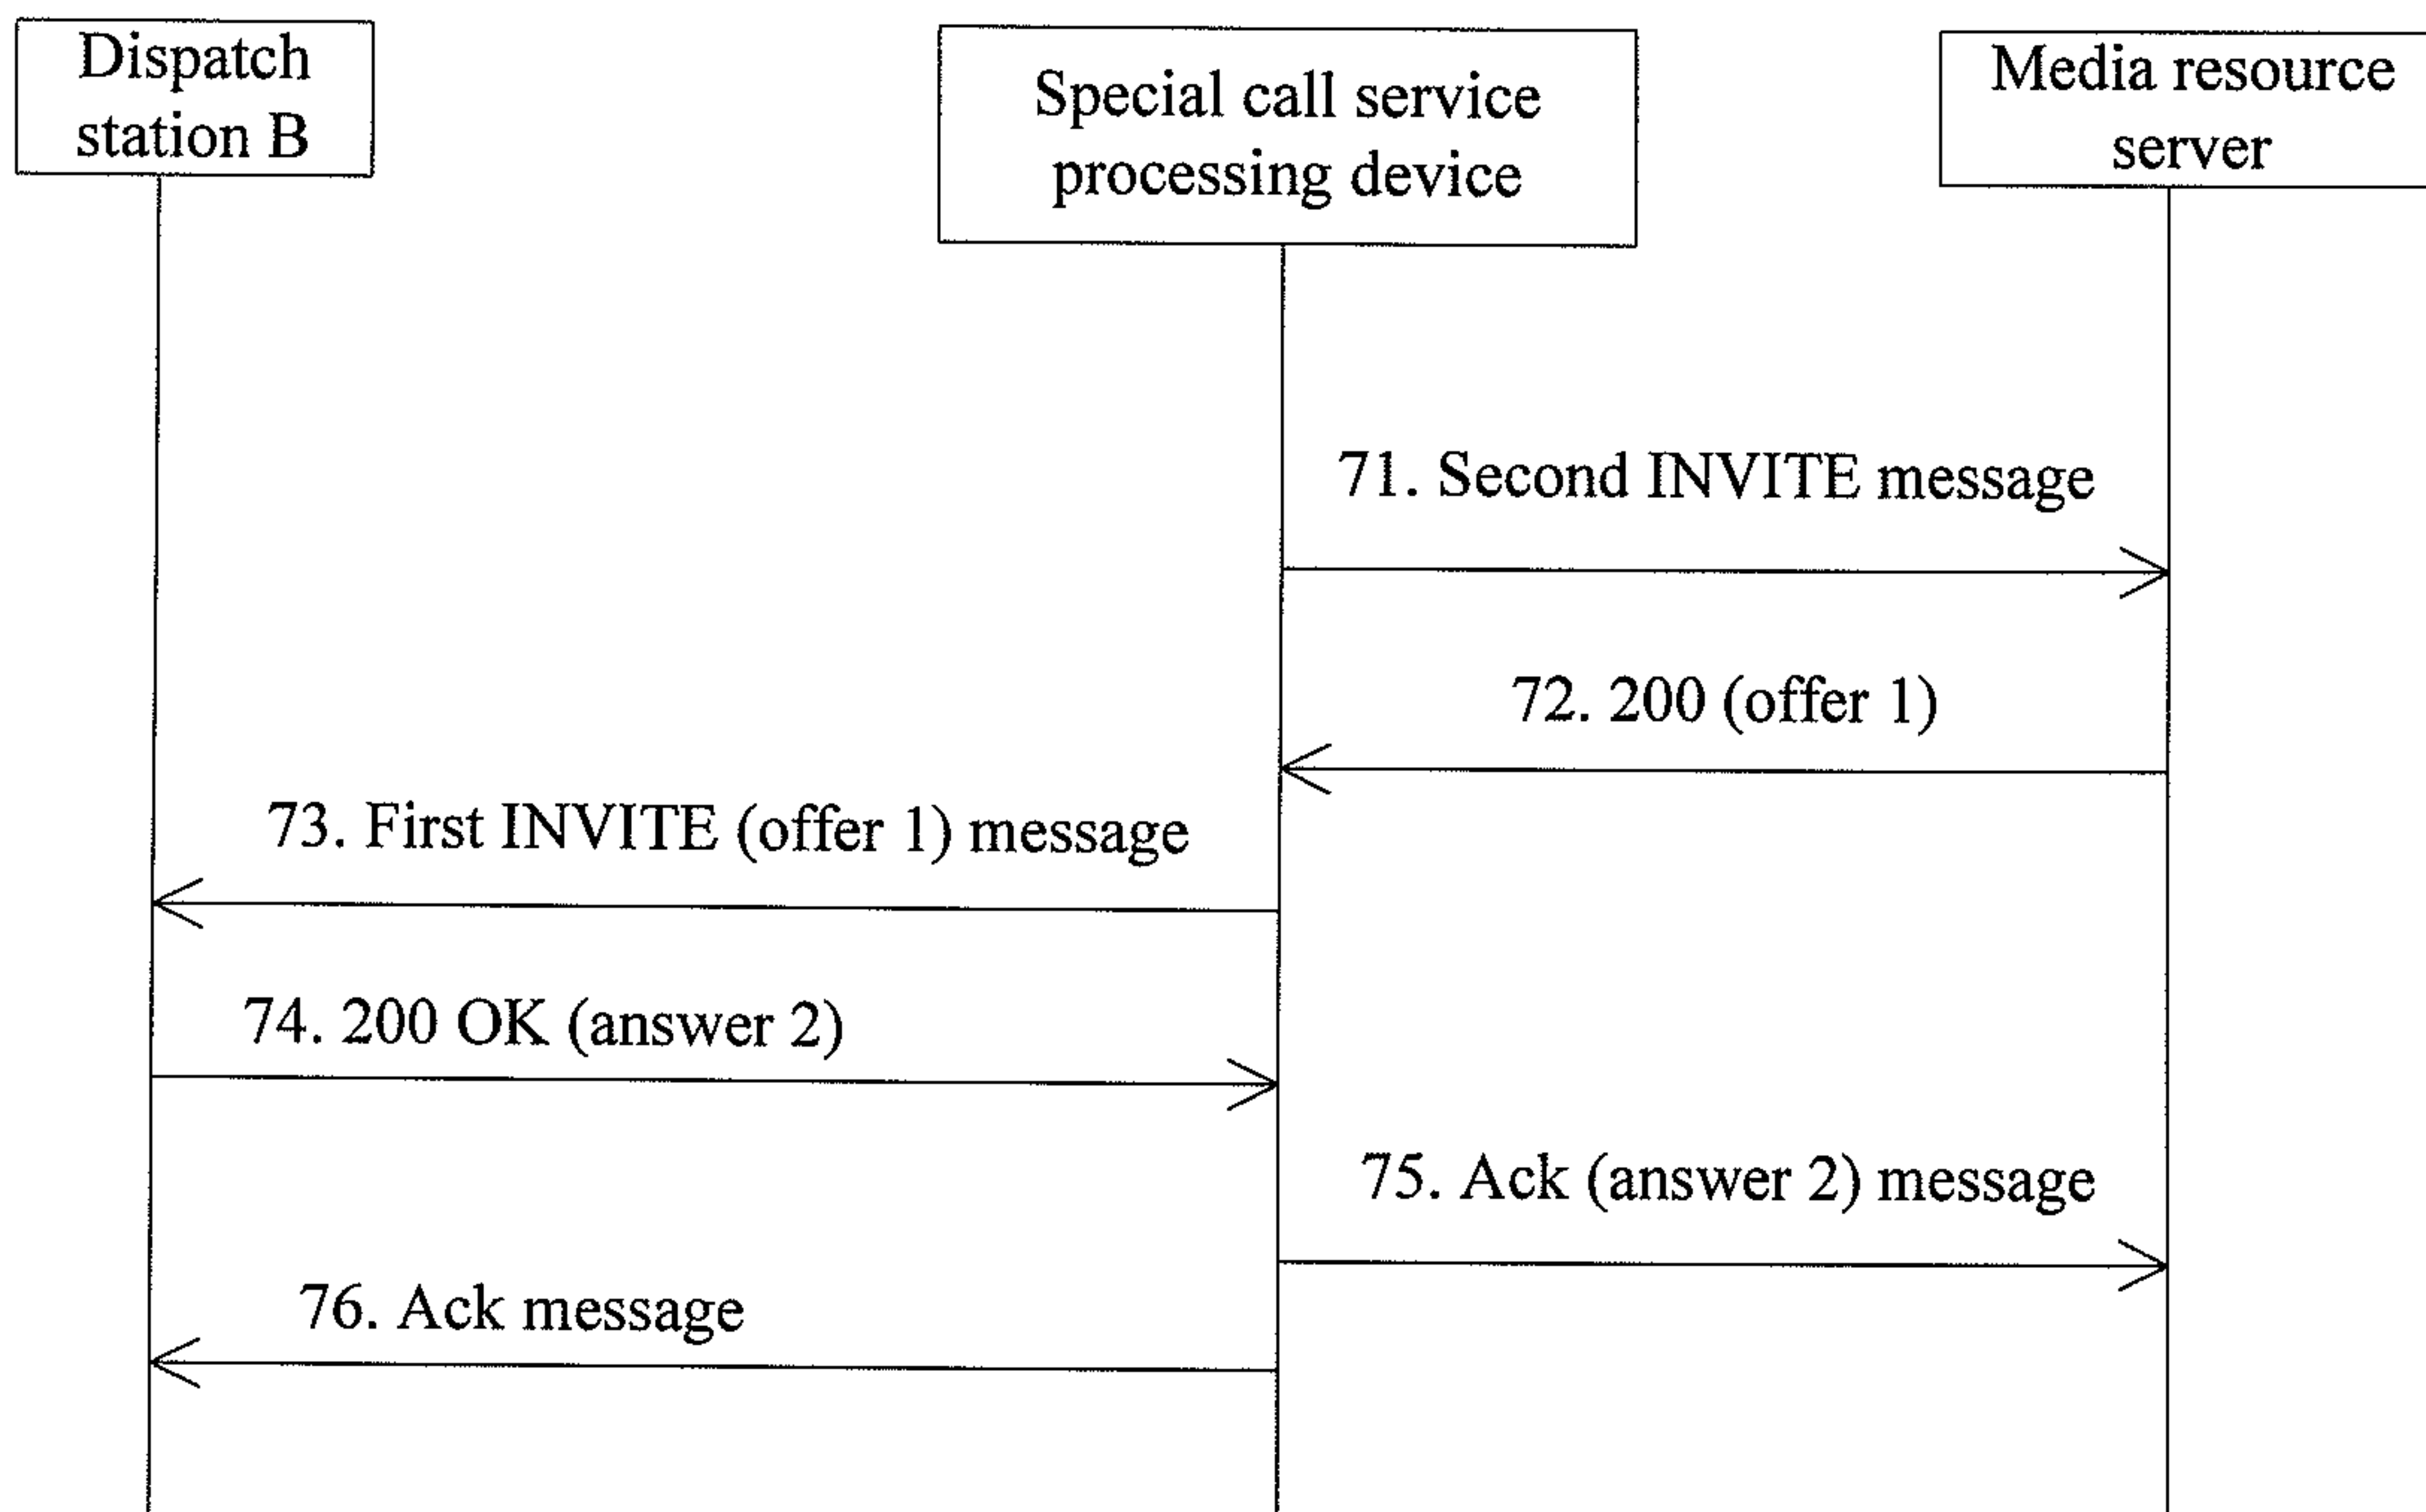 Dispatch
station B
Special call service
processing device
Media resource
server
71. Second INVITE message
72. 200 (offer 1)
73. First INVITE (offer 1) message
74. 200 OK (answer 2)
75. Ack (answer 2) message
76. Ack message